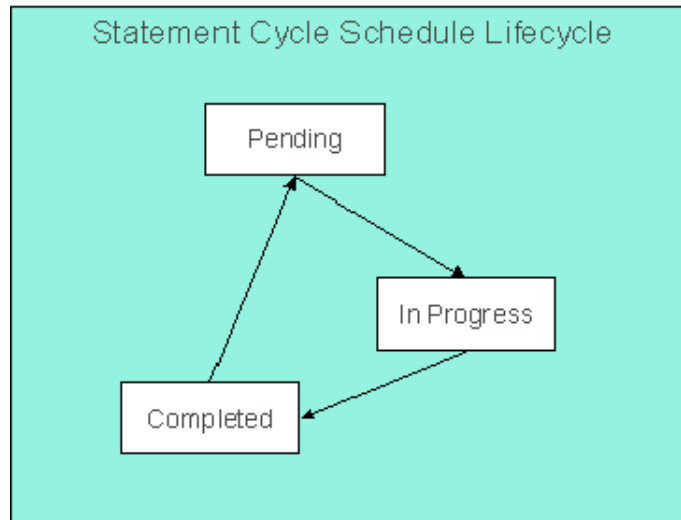 Statement Cycle Schedule Lifecycle
Pending
In Progress
Completed